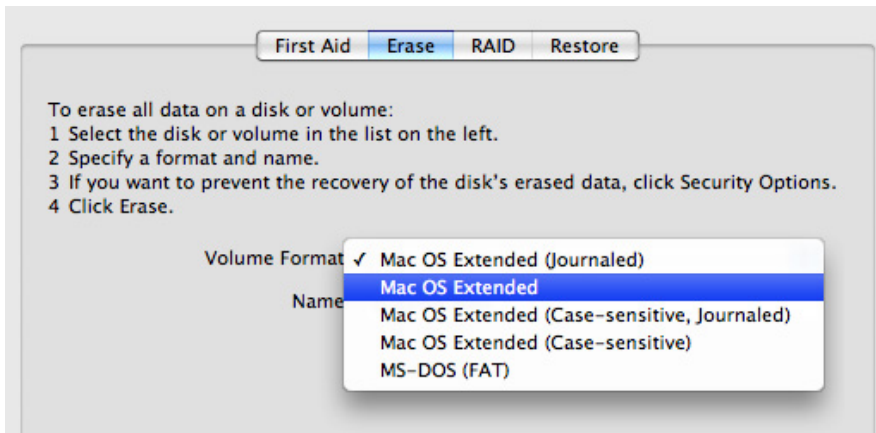 First Aid Erase RAID Restore
To erase all data on a disk or volume:
1 Select the disk or volume in the list on the left.
2 Specify a format and name.
3 If you want to prevent the recovery of the disk's erased data, click Security Options.
4 Click Erase.
Volume Format ✓ Mac OS Extended (Journaled)
Mac OS Extended
Name
Mac OS Extended (Case-sensitive, Journaled)
Mac OS Extended (Case-sensitive)
MS-DOS (FAT)